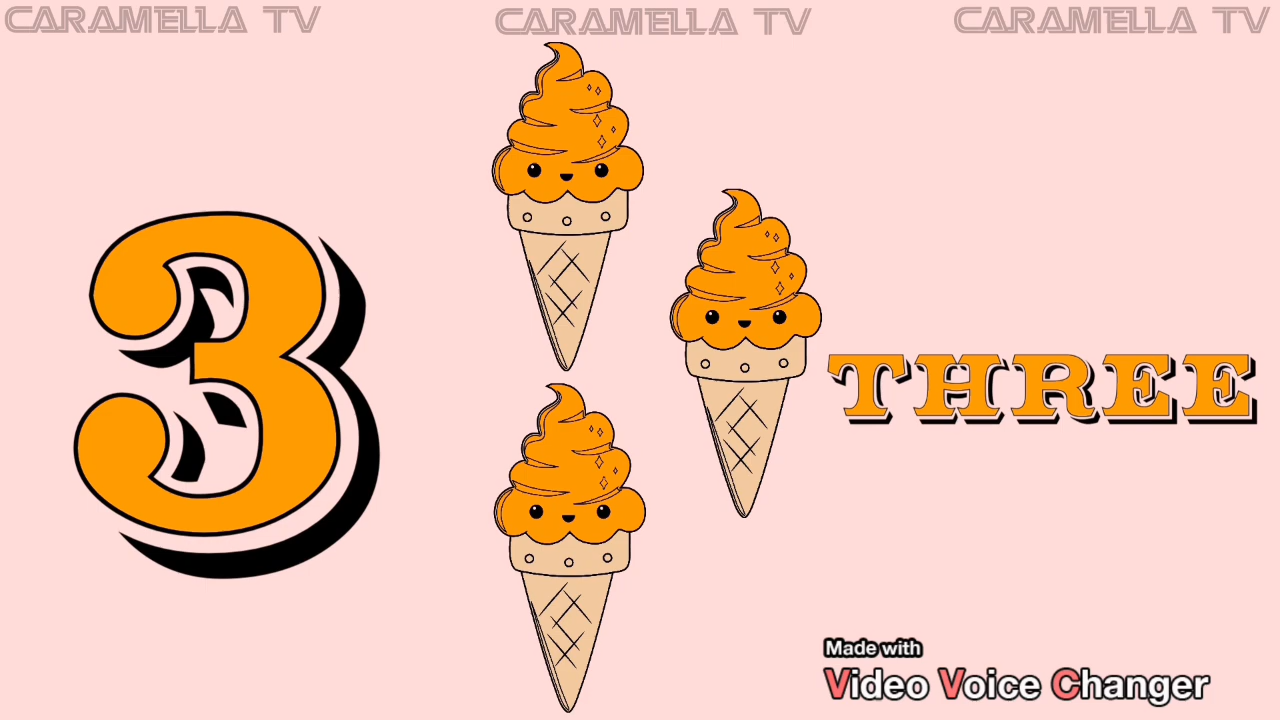 CARAMELLA TV CARAMELLA TV CARAMELLA TV
3
THREE
Made with
Video Voice Changer